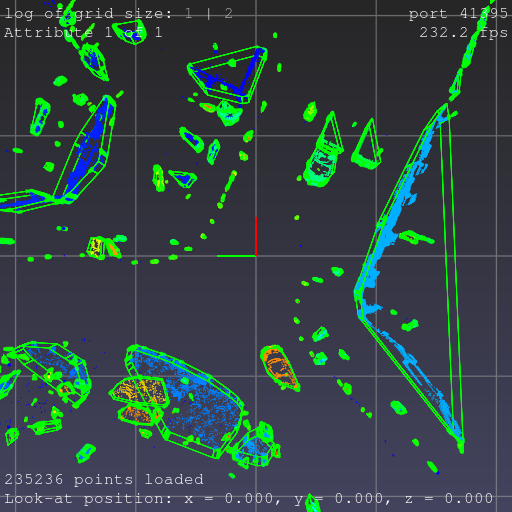 log of grid size: 1 | 2
port 41395
Attribute 1 of 1
232.2 fps
235236 points loaded
Look-at position: x = 0.000, y = 0.000, z = 0.000